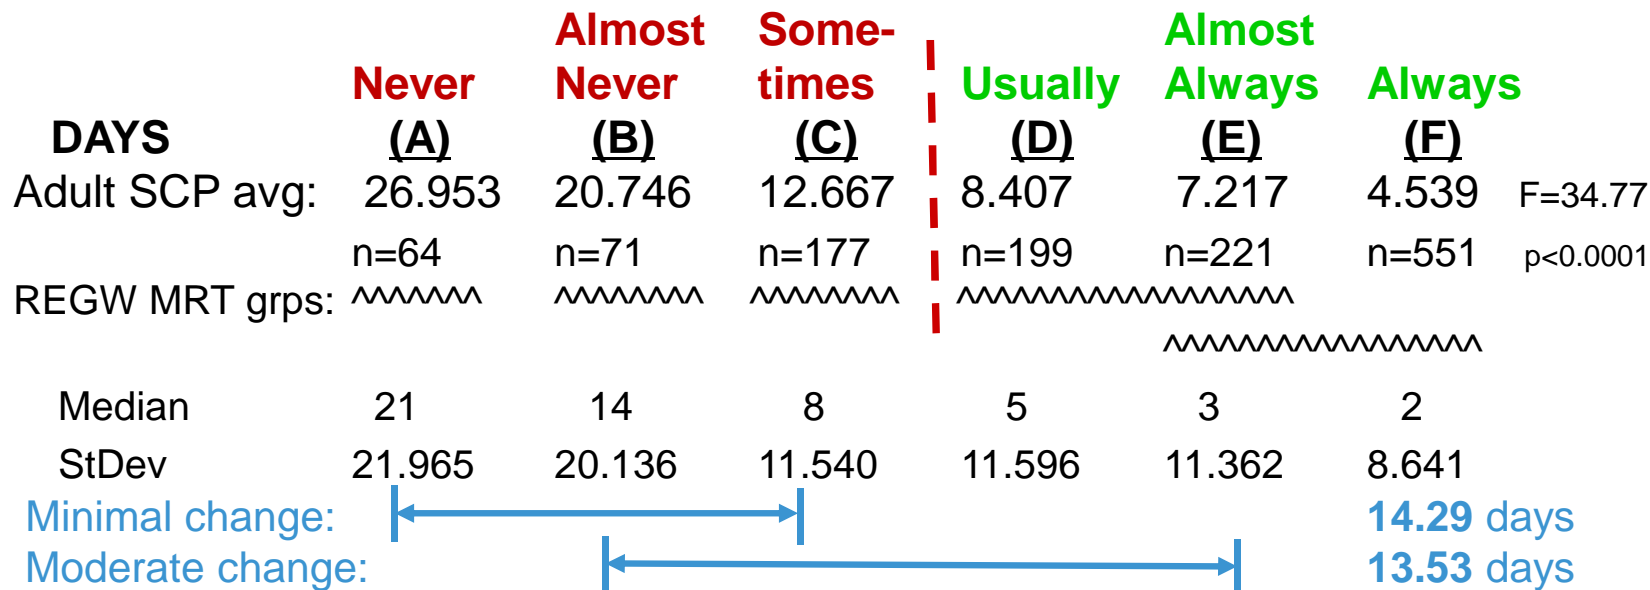 Almost Some- Almost
Never Never times Usually Always Always
DAYS (A) (B) (C) (D) (E) (F)
Adult SCP avg: 26.953 20.746 12.667 8.407 7.217 4.539 F=34.77
n=64 n=71 n=177 n=199 n=221 n=551 p<0.0001
REGW MRT grps: ^^^^^^^ ^^^^^^^^ ^^^^^^^^ ^^^^^^^^^^^^^^^^^^
^^^^^^^^^^^^^^^^^
Median 21 14 8 5 3 2
StDev 21.965 20.136 11.540 11.596 11.362 8.641
Minimal change: 14.29 days
Moderate change: 13.53 days